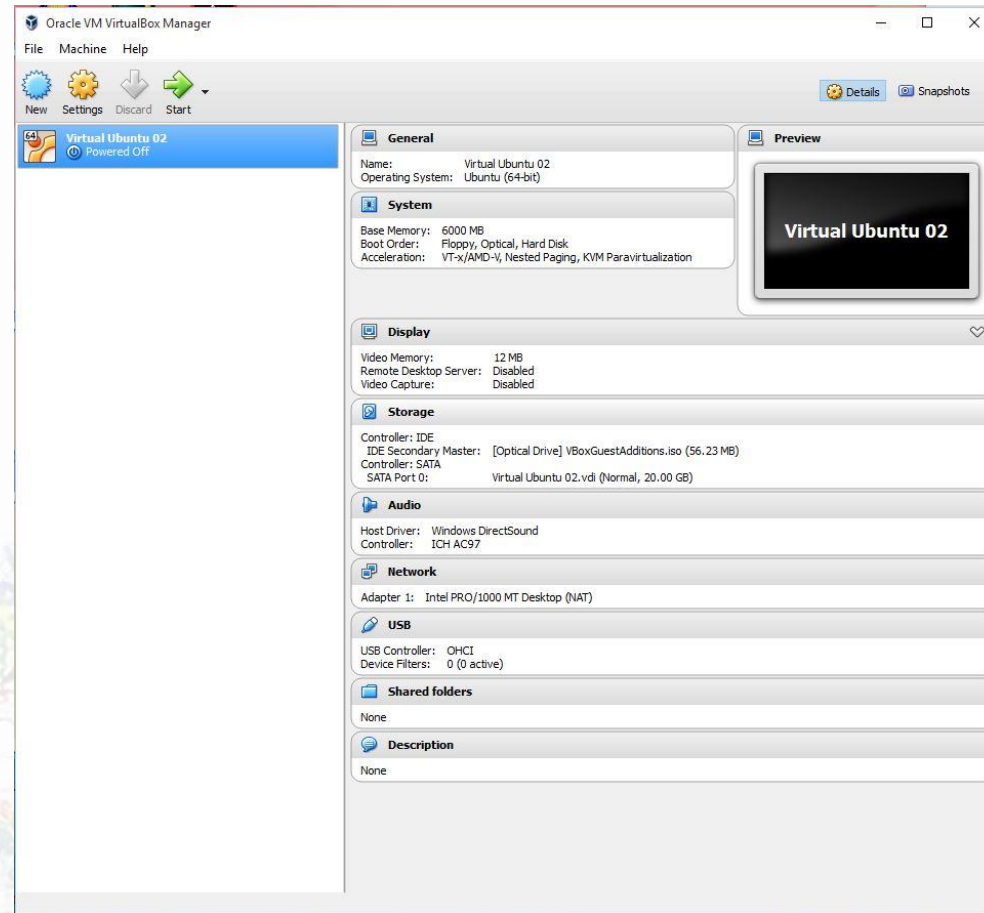 Oracle VM VirtualBox Manager
File Machine Help
New Settings Discard Start
Details Snapshots
64
Virtual Ubuntu 02
Powered Off
General
Name: Virtual Ubuntu 02
Operating System: Ubuntu (64-bit)
System
Base Memory: 6000 MB
Boot Order: Floppy, Optical, Hard Disk
Acceleration: VT-x/AMD-V, Nested Paging, KVM Paravirtualization
Preview
Virtual Ubuntu 02
Display
Video Memory: 12 MB
Remote Desktop Server: Disabled
Video Capture: Disabled
Storage
Controller: IDE
IDE Secondary Master: [Optical Drive] VBoxGuestAdditions.iso (56.23 MB)
Controller: SATA
SATA Port 0: Virtual Ubuntu 02.vdi (Normal, 20.00 GB)
Audio
Host Driver: Windows DirectSound
Controller: ICH AC97
Network
Adapter 1: Intel PRO/1000 MT Desktop (NAT)
USB
USB Controller: OHCI
Device Filters: 0 (0 active)
Shared folders
None
Description
None